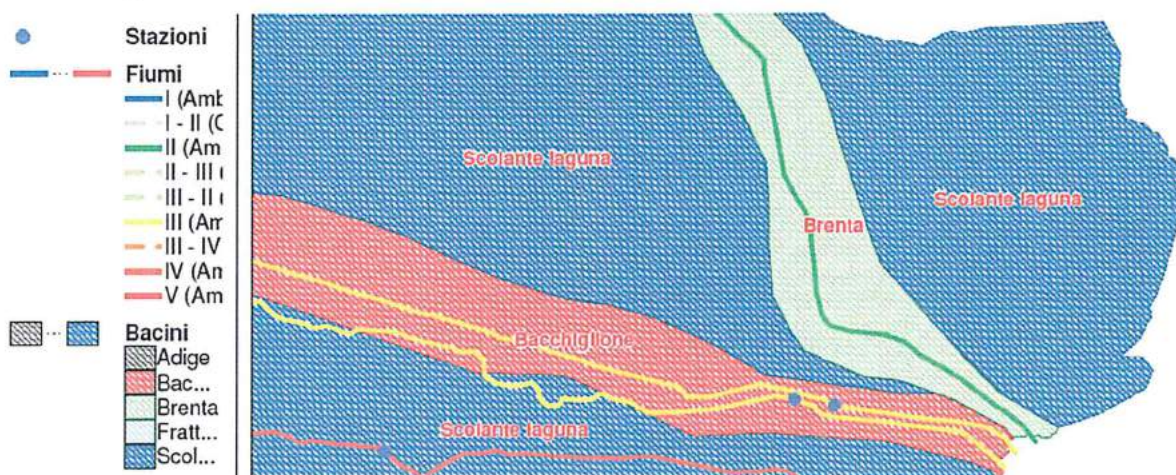 Stazioni
Fiumi
I (Amb
I - II (C
II (Am
II - III (
III - II (
III (Am
III - IV
IV (Am
V (Am
Bacini
Adige
Bac...
Brenta
Fratt...
Scol...
Scolante laguna
Scolante laguna
Brenta
Bacchiglione
Scolante laguna